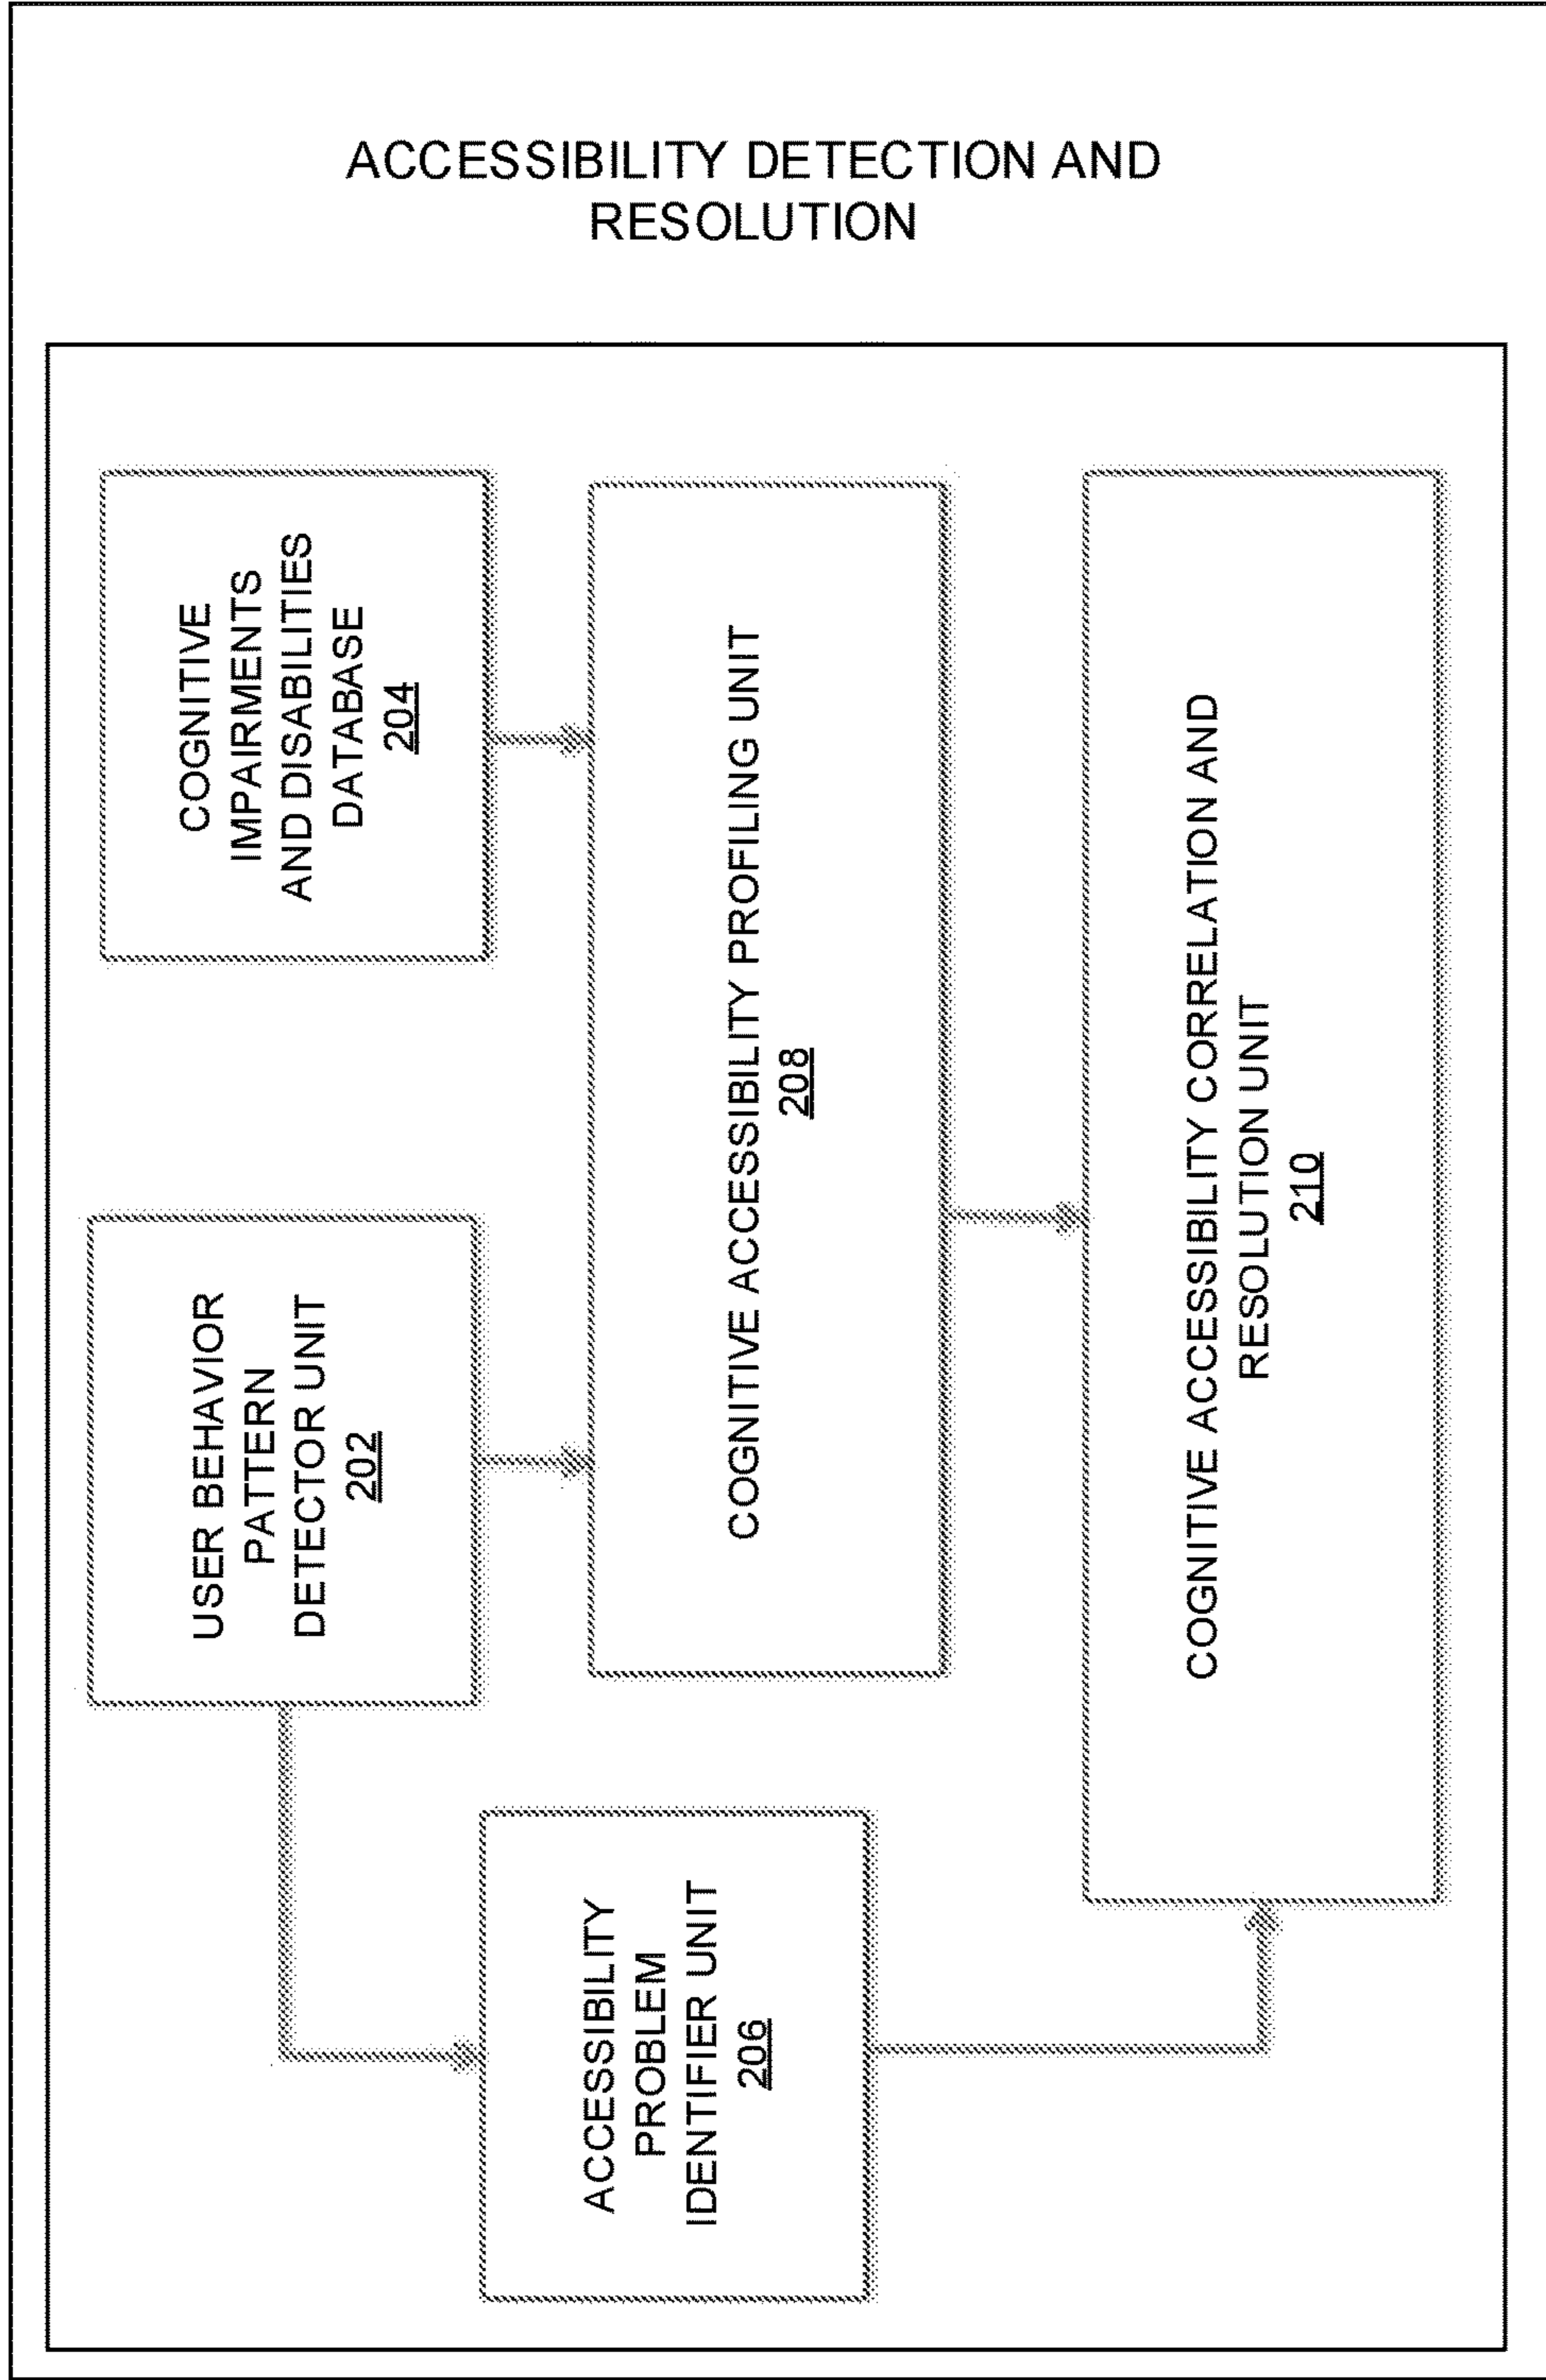 ACCESSIBILITY DETECTION AND
RESOLUTION
USER BEHAVIOR
PATTERN
DETECTOR UNIT
202
COGNITIVE
IMPAIRMENTS
AND DISABILITIES
DATABASE
204
ACCESSIBILITY
PROBLEM
IDENTIFIER UNIT
206
COGNITIVE ACCESSIBILITY PROFILING UNIT
208
COGNITIVE ACCESSIBILITY CORRELATION AND
RESOLUTION UNIT
210